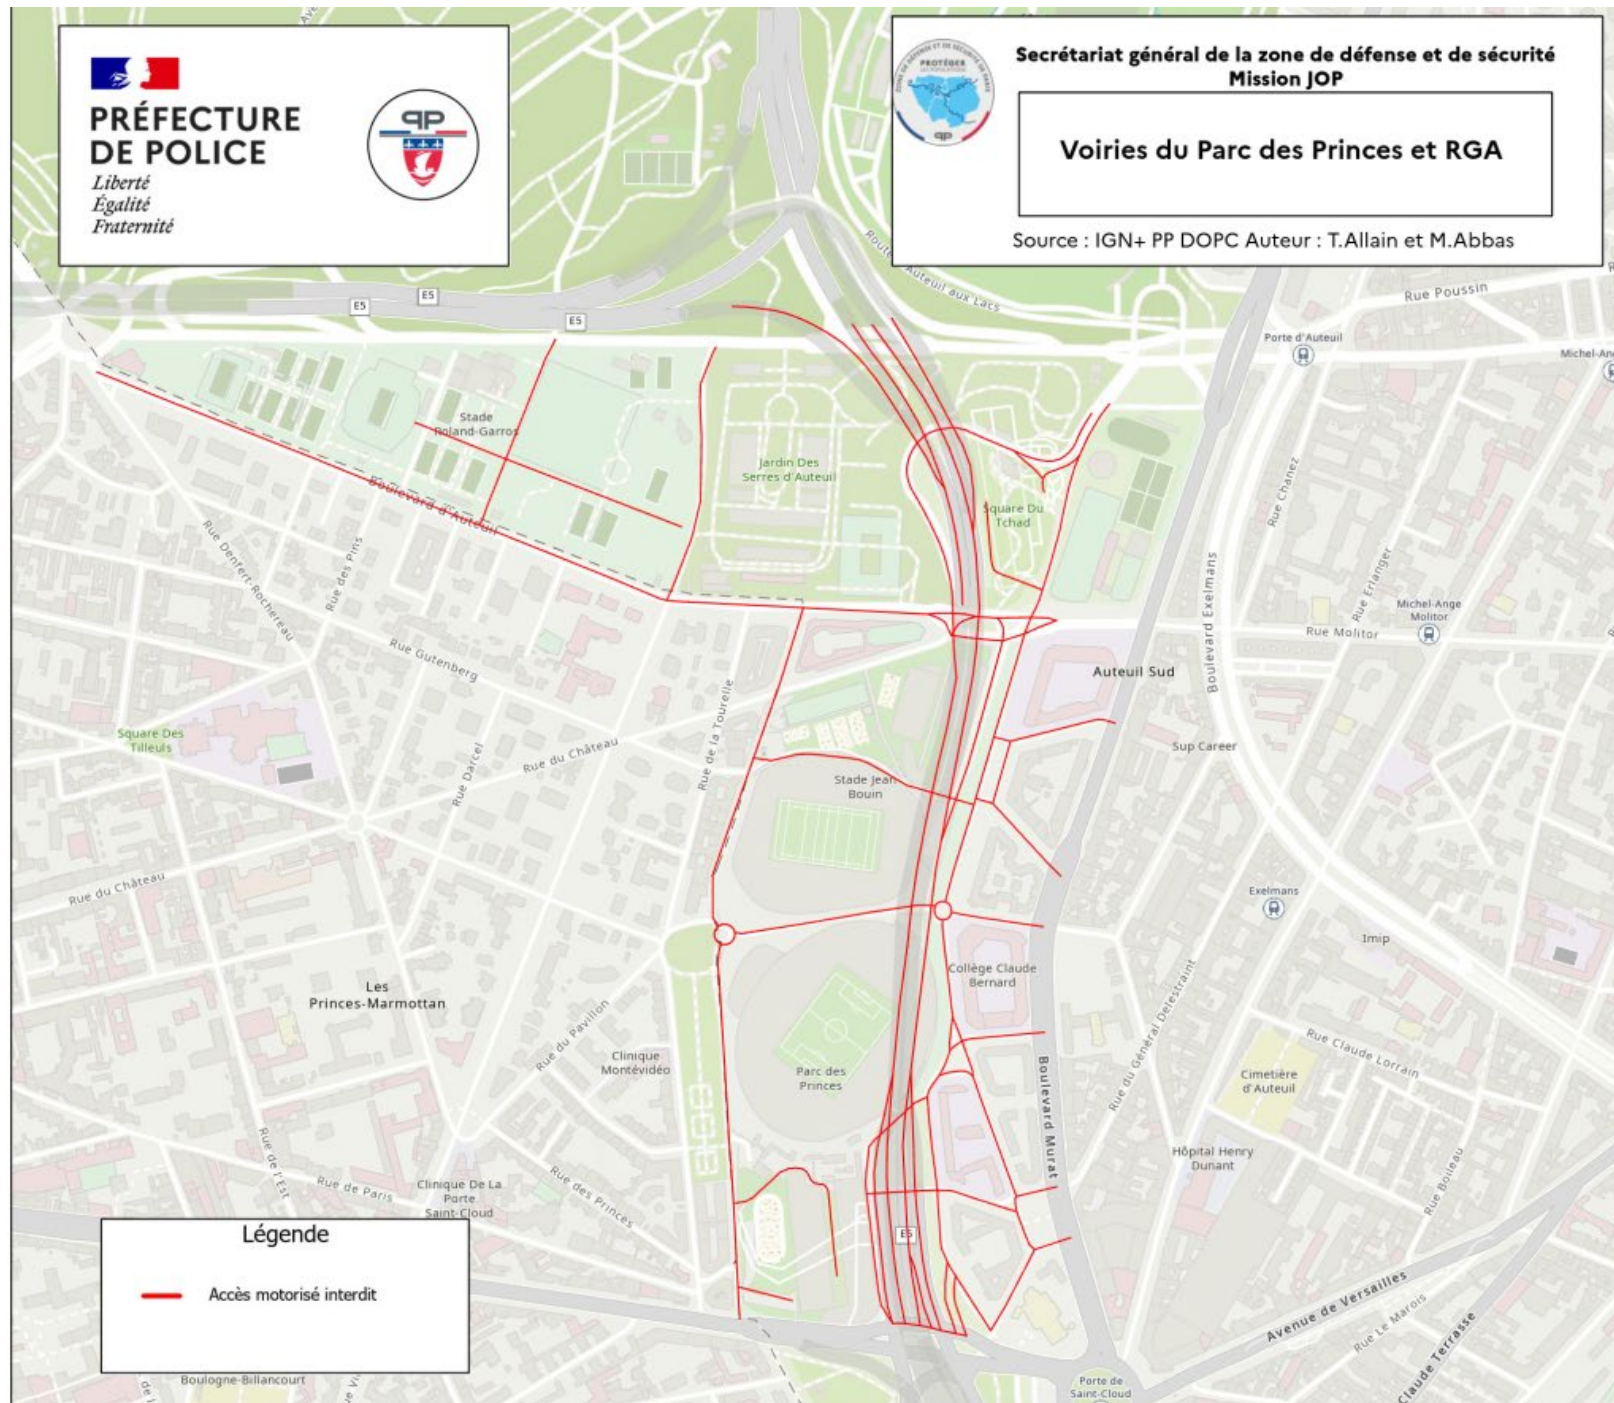 PRÉFECTURE
DE POLICE
Liberté
Égalité
Fraternité
PROTÉGER
Secrétariat général de la zone de défense et de sécurité
Mission JOP
Voiries du Parc des Princes et RGA
Source : IGN+ PP DOPC Auteur : T.Allain et M.Abbas
Rue Poussin
E5
E5
E5
Porte d'Auteuil
Stade
Roland-Garros
Jardin Des
Serres d'Auteuil
Square Du
Tchad
Boulevard d'Auteuil
Rue Chanez
Rue Denfert-Rochereau
Rue des Pins
Boulevard Exelmans
Rue Erlanger
Michel-Ange
Molitor
Rue Molitor
Rue Gutenberg
Auteuil Sud
Square Des
Tilleuls
Rue Darcel
Rue du Château
Rue de la Tourelle
Sup Career
Stade Jean
Bouin
Rue du Château
Exelmans
Imip
Les
Princes-Marmottan
Collège Claude
Bernard
Rue du Pavillon
Clinique
Montévidéo
Parc des
Princes
Boulevard Murat
Rue du Général Delestraint
Rue Claude Lorrain
Cimetière
d'Auteuil
Rue de l'Est
Rue de Paris
Clinique De La
Porte
Saint-Cloud
Rue des Princes
Hôpital Henry
Dunant
Rue Boileau
E5
Légende
Accès motorisé interdit
Avenue de Versailles
Rue Le Marois
Claude Terrasse
Boulogne-Billancourt
Porte de
Saint-Cloud